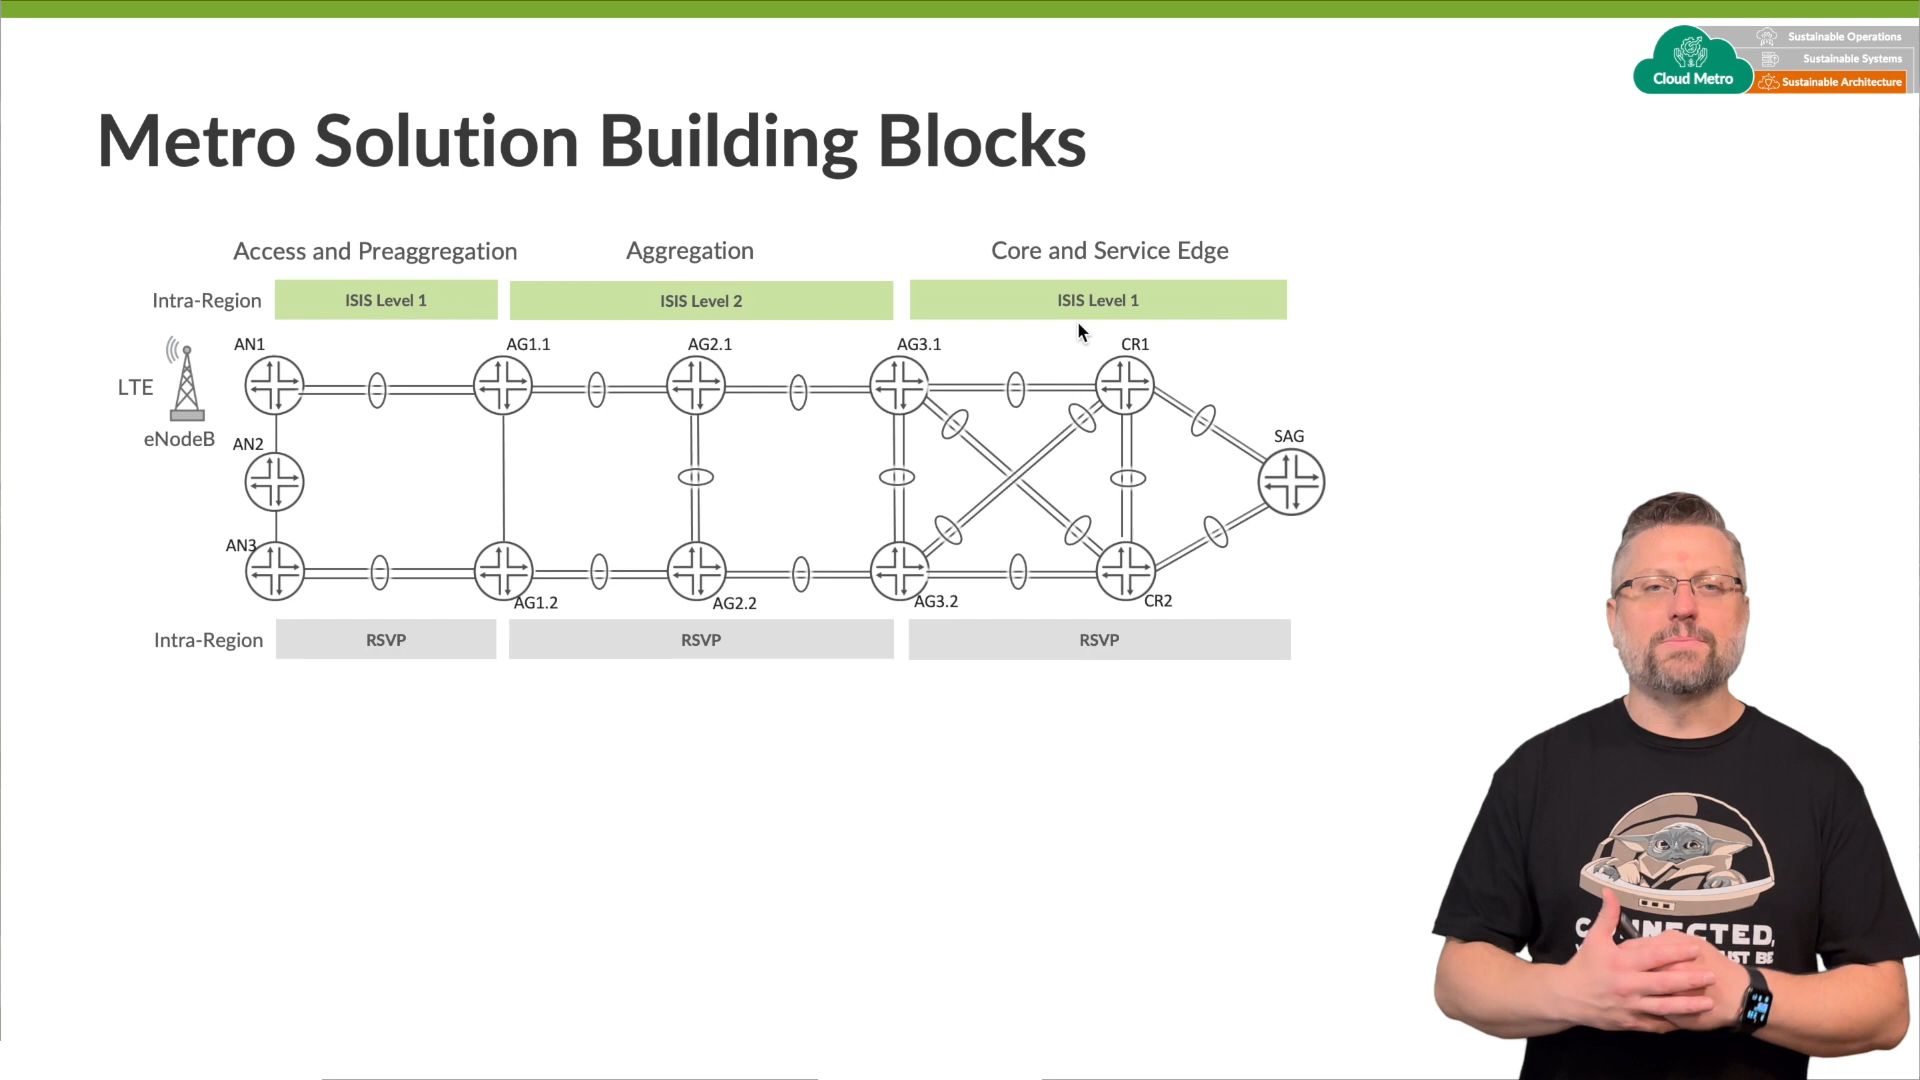 Sustainable Operations
Sustainable Systems
Cloud Metro
Sustainable Architecture
Metro Solution Building Blocks
Access and Preaggregation
Aggregation
Core and Service Edge
Intra-Region
ISIS Level 1
ISIS Level 2
ISIS Level 1
AN1
AG1.1
AG2.1
AG3.1
CR1
LTE
eNodeB
AN2
SAG
AN3
AG1.2
AG2.2
AG3.2
CR2
Intra-Region
RSVP
RSVP
RSVP